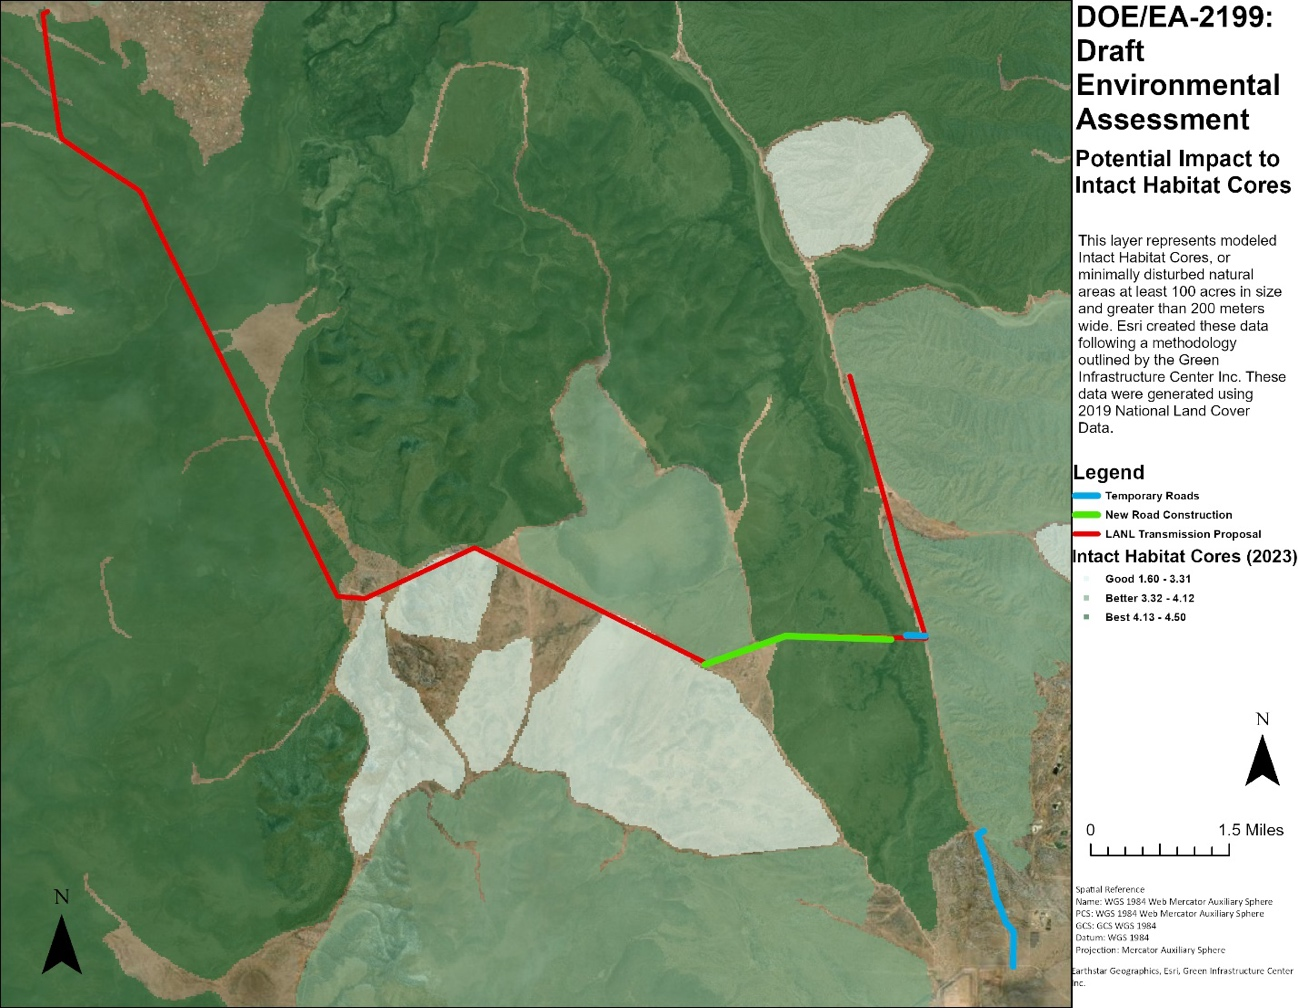 DOE/EA-2199:
Draft
Environmental
Assessment
Potential Impact to
Intact Habitat Cores
This layer represents modeled
Intact Habitat Cores, or
minimally disturbed natural
areas at least 100 acres in size
and greater than 200 meters
wide. Esri created these data
following a methodology
outlined by the Green
Infrastructure Center Inc. These
data were generated using
2019 National Land Cover
Data.
Legend
Temporary Roads
New Road Construction
LANL Transmission Proposal
Intact Habitat Cores (2023)
Good 1.60 - 3.31
Better 3.32 - 4.12
Best 4.13 - 4.50
N
0 1.5 Miles
Spatial Reference
Name: WGS 1984 Web Mercator Auxiliary Sphere
PCS: WGS 1984 Web Mercator Auxiliary Sphere
GCS: GCS WGS 1984
Datum: WGS 1984
Projection: Mercator Auxiliary Sphere
Earthstar Geographics, Esri, Green Infrastructure Center
Inc.
N